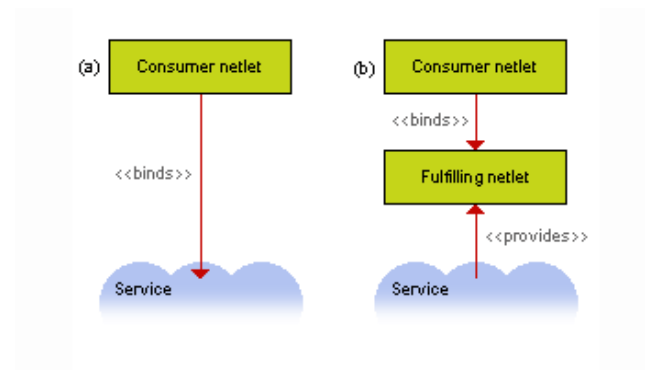 (a)
Consumer netlet
<<binds>>
Service
(b)
Consumer netlet
<<binds>>
Fulfilling netlet
<<provides>>
Service